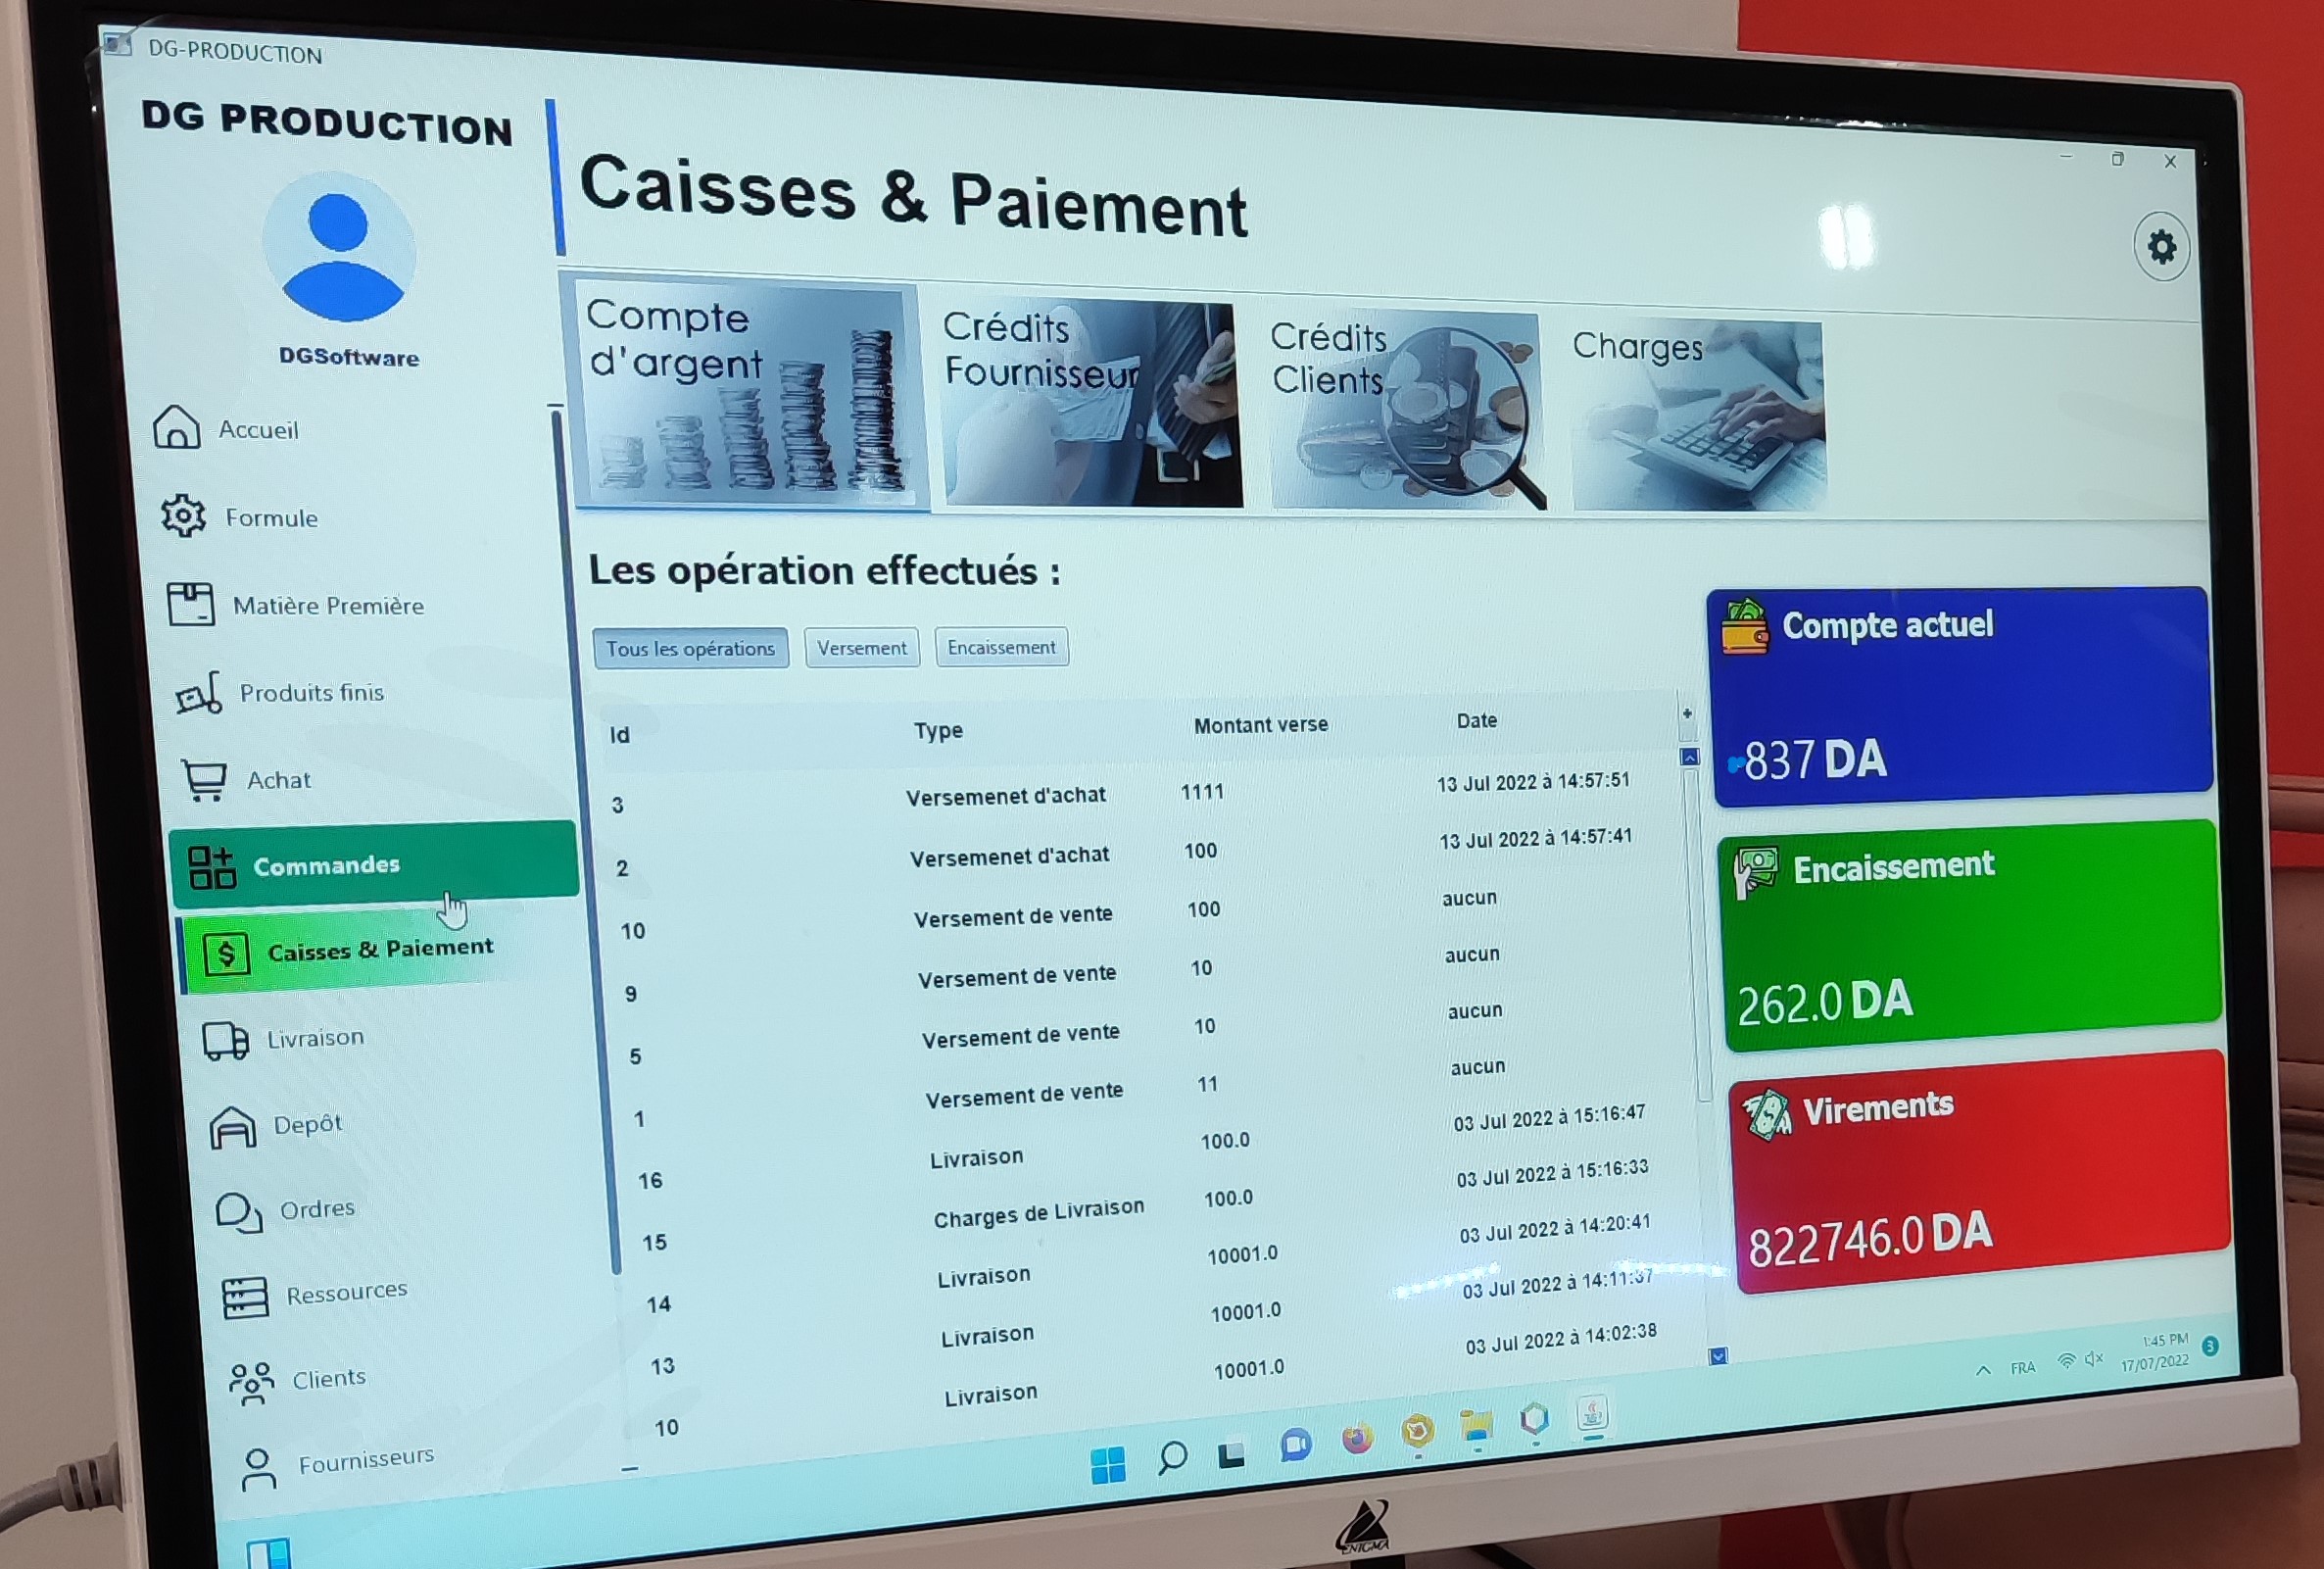 DG-PRODUCTION
DG PRODUCTION
DGSoftware
Accueil
Formule
Matière Première
Produits finis
Achat
Commandes
Caisses & Paiement
Livraison
Depôt
Ordres
Ressources
Clients
Fournisseurs
Caisses & Paiement
Compte
d'argent
Crédits
Fournisseur
Crédits
Clients
Charges
Les opération effectués :
Tous les opérations Versement Encaissement
Id Type Montant verse Date +
3 Versemenet d'achat 1111 13 Jul 2022 à 14:57:51
2 Versemenet d'achat 100 13 Jul 2022 à 14:57:41
10 Versement de vente 100 aucun
9 Versement de vente 10 aucun
5 Versement de vente 10 aucun
1 Versement de vente 11 aucun
16 Livraison 100.0 03 Jul 2022 à 15:16:47
15 Charges de Livraison 100.0 03 Jul 2022 à 15:16:33
14 Livraison 10001.0 03 Jul 2022 à 14:20:41
13 Livraison 10001.0 03 Jul 2022 à 14:11:37
10 Livraison 10001.0 03 Jul 2022 à 14:02:38
Compte actuel
-837 DA
Encaissement
262.0 DA
Virements
822746.0 DA
FRA
1:45 PM
17/07/2022
3
ENIGMA